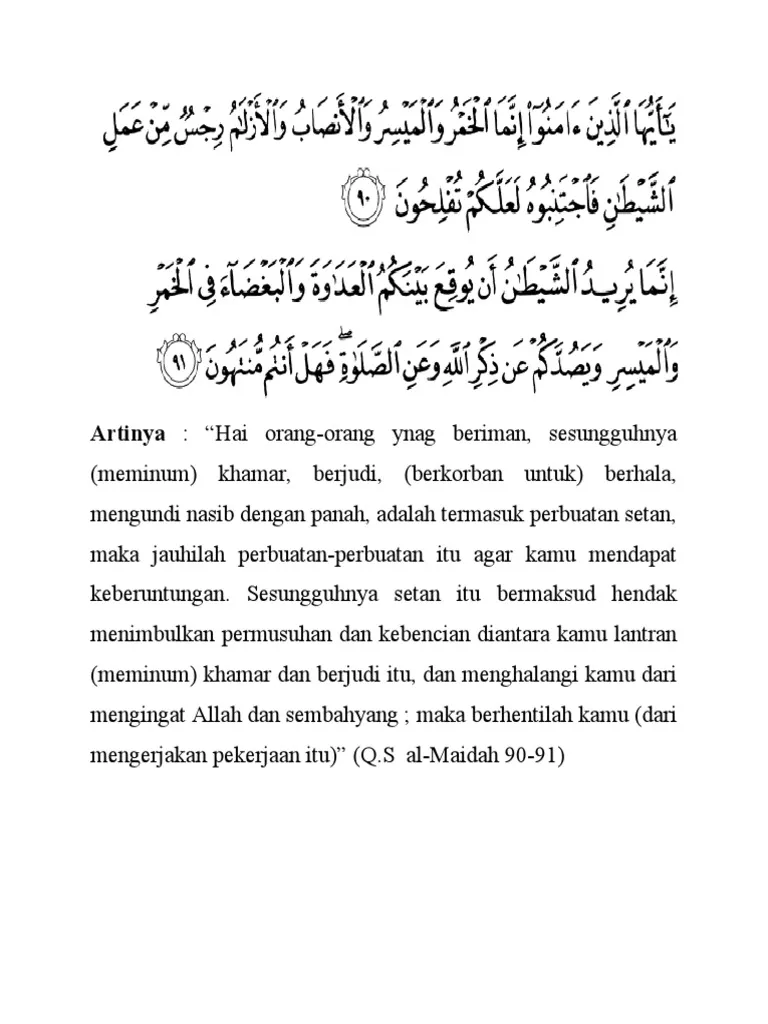 يَٰٓأَيُّهَا ٱلَّذِينَ ءَامَنُوٓا۟ إِنَّمَا ٱلْخَمْرُ وَٱلْمَيْسِرُ وَٱلْأَنصَابُ وَٱلْأَزْلَٰمُ رِجْسٌ مِّنْ عَمَلِ
ٱلشَّيْطَٰنِ فَٱجْتَنِبُوهُ لَعَلَّكُمْ تُفْلِحُونَ ٩٠
إِنَّمَا يُرِيدُ ٱلشَّيْطَٰنُ أَن يُوقِعَ بَيْنَكُمُ ٱلْعَدَٰوَةَ وَٱلْبَغْضَآءَ فِى ٱلْخَمْرِ
وَٱلْمَيْسِرِ وَيَصُدَّكُمْ عَن ذِكْرِ ٱللَّهِ وَعَنِ ٱلصَّلَوٰةِ ۖ فَهَلْ أَنتُم مُّنتَهُونَ ٩١
Artinya : “Hai orang-orang ynag beriman, sesungguhnya
(meminum) khamar, berjudi, (berkorban untuk) berhala,
mengundi nasib dengan panah, adalah termasuk perbuatan setan,
maka jauhilah perbuatan-perbuatan itu agar kamu mendapat
keberuntungan. Sesungguhnya setan itu bermaksud hendak
menimbulkan permusuhan dan kebencian diantara kamu lantran
(meminum) khamar dan berjudi itu, dan menghalangi kamu dari
mengingat Allah dan sembahyang ; maka berhentilah kamu (dari
mengerjakan pekerjaan itu)” (Q.S al-Maidah 90-91)